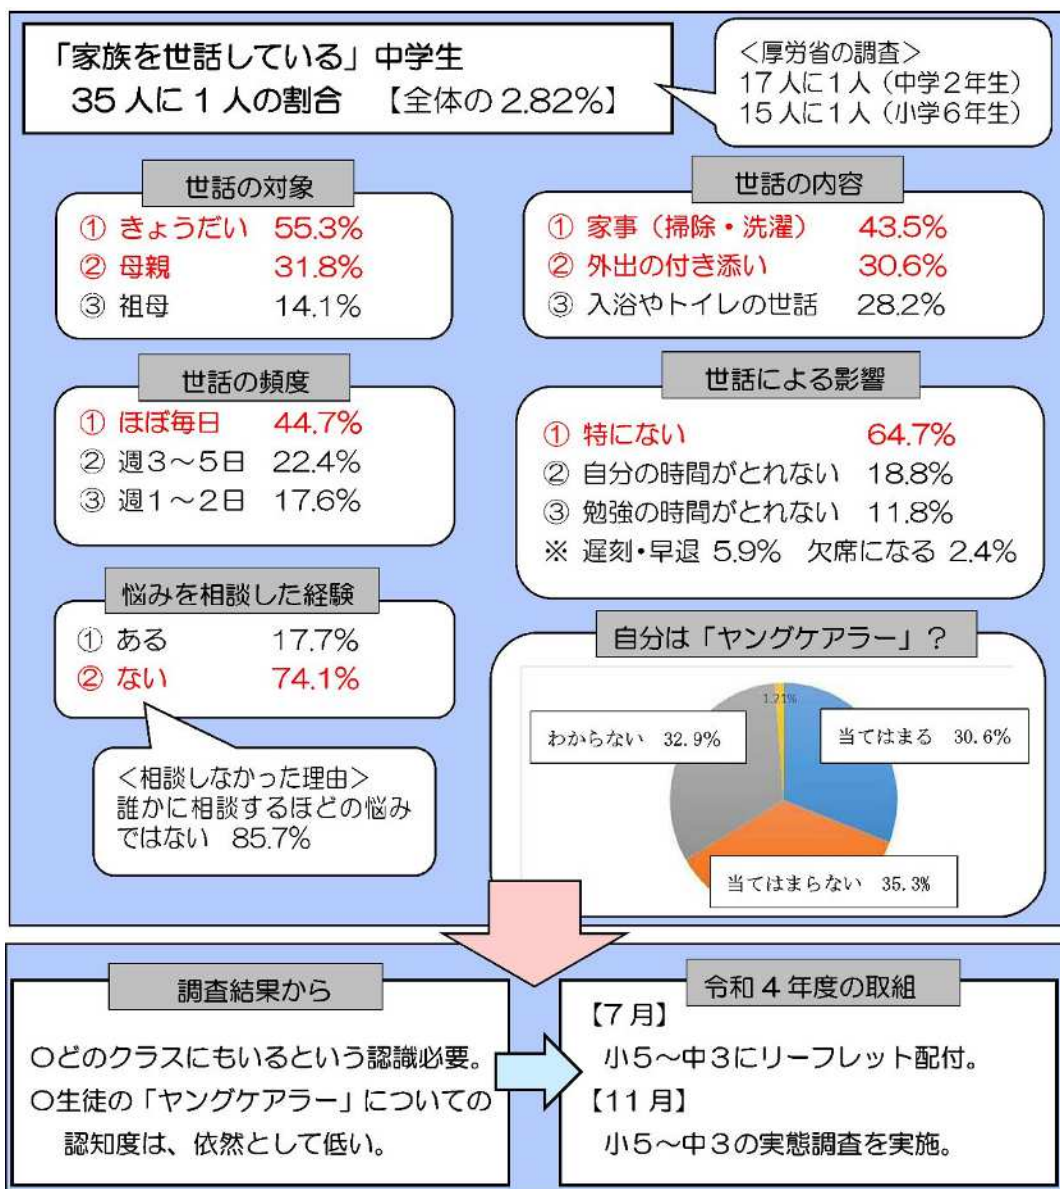 「家族を世話している」中学生
35人に1人の割合 【全体の2.82%】
<厚労省の調査>
17人に1人（中学2年生）
15人に1人（小学6年生）
世話の対象
① きょうだい 55.3%
② 母親 31.8%
③ 祖母 14.1%
世話の内容
① 家事（掃除・洗濯） 43.5%
② 外出の付き添い 30.6%
③ 入浴やトイレの世話 28.2%
世話の頻度
① ほぼ毎日 44.7%
② 週3～5日 22.4%
③ 週1～2日 17.6%
世話による影響
① 特にない 64.7%
② 自分の時間がとれない 18.8%
③ 勉強の時間がとれない 11.8%
※ 遅刻・早退 5.9% 欠席になる 2.4%
悩みを相談した経験
① ある 17.7%
② ない 74.1%
<相談しなかった理由>
誰かに相談するほどの悩み
ではない 85.7%
自分は「ヤングケアラー」？
1.21%
わからない 32.9%
当てはまる 30.6%
当てはまらない 35.3%
調査結果から
○どのクラスにもいるという認識必要。
○生徒の「ヤングケアラー」についての
認知度は、依然として低い。
令和4年度の取組
【7月】
小5～中3にリーフレット配付。
【11月】
小5～中3の実態調査を実施。